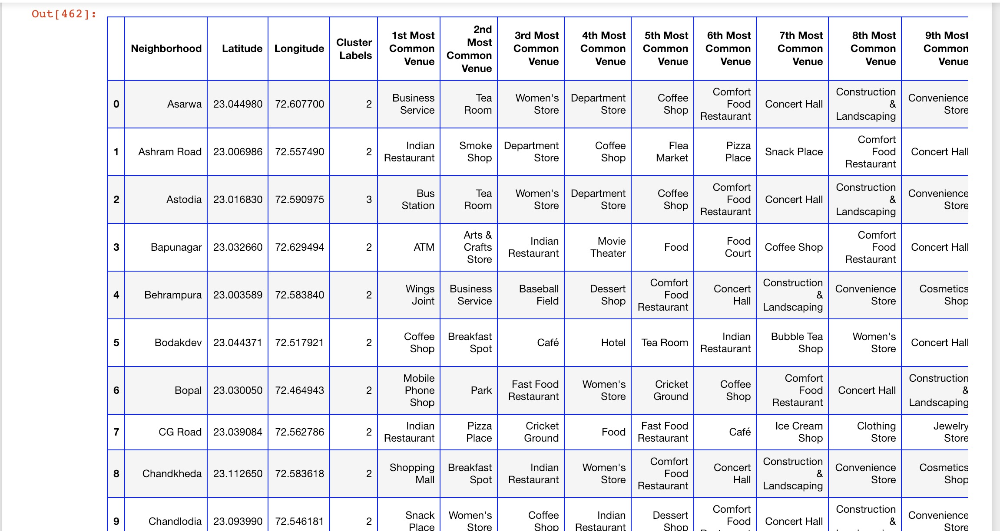 Out[462]:
Neighborhood Latitude Longitude Cluster Labels 1st Most Common Venue 2nd Most Common Venue 3rd Most Common Venue 4th Most Common Venue 5th Most Common Venue 6th Most Common Venue 7th Most Common Venue 8th Most Common Venue 9th Most Common Venue
0 Asarwa 23.044980 72.607700 2 Business Service Tea Room Women's Store Department Store Coffee Shop Comfort Food Restaurant Concert Hall Construction & Landscaping Convenience Store
1 Ashram Road 23.006986 72.557490 2 Indian Restaurant Smoke Shop Department Store Coffee Shop Flea Market Pizza Place Snack Place Comfort Food Restaurant Concert Hall
2 Astodia 23.016830 72.590975 3 Bus Station Tea Room Women's Store Department Store Coffee Shop Comfort Food Restaurant Concert Hall Construction & Landscaping Convenience Store
3 Bapunagar 23.032660 72.629494 2 ATM Arts & Crafts Store Indian Restaurant Movie Theater Food Food Court Coffee Shop Comfort Food Restaurant Concert Hall
4 Behrampura 23.003589 72.583840 2 Wings Joint Business Service Baseball Field Dessert Shop Comfort Food Restaurant Concert Hall Construction & Landscaping Convenience Store Cosmetics Shop
5 Bodakdev 23.044371 72.517921 2 Coffee Shop Breakfast Spot Café Hotel Tea Room Indian Restaurant Bubble Tea Shop Women's Store Concert Hall
6 Bopal 23.030050 72.464943 2 Mobile Phone Shop Park Fast Food Restaurant Women's Store Cricket Ground Coffee Shop Comfort Food Restaurant Concert Hall Construction & Landscaping
7 CG Road 23.039084 72.562786 2 Indian Restaurant Pizza Place Cricket Ground Food Fast Food Restaurant Café Ice Cream Shop Clothing Store Jewelry Store
8 Chandkheda 23.112650 72.583618 2 Shopping Mall Breakfast Spot Indian Restaurant Women's Store Comfort Food Restaurant Concert Hall Construction & Landscaping Convenience Store Cosmetics Shop
9 Chandlodia 23.093990 72.546181 2 Snack Place Women's Store Coffee Shop Indian Restaurant Dessert Shop Comfort Food Concert Hall Construction & Convenience Store